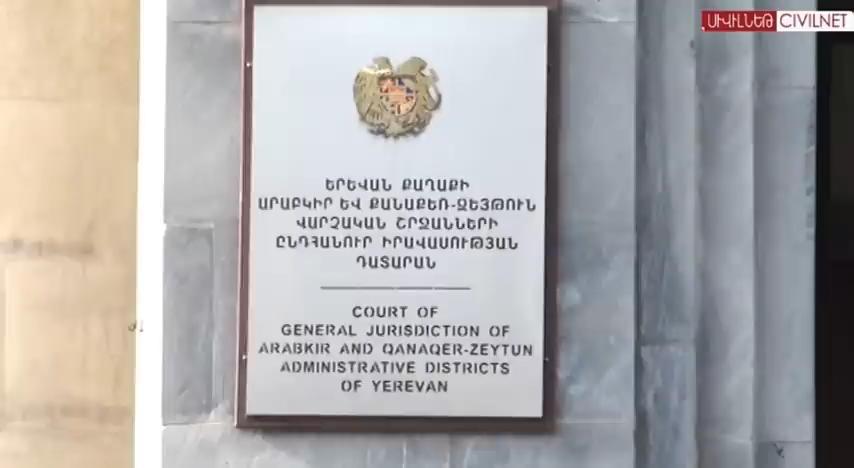 ՍԻՎԻԼՆԵԹ CIVILNET
ԵՐԵՎԱՆ ՔԱՂԱՔԻ
ԱՐԱԲԿԻՐ ԵՎ ՔԱՆԱՔԵՌ-ԶԵՅԹՈՒՆ
ՎԱՐՉԱԿԱՆ ՇՐՋԱՆՆԵՐԻ
ԸՆԴՀԱՆՈՒՐ ԻՐԱՎԱՍՈՒԹՅԱՆ
ԴԱՏԱՐԱՆ
COURT OF
GENERAL JURISDICTION OF
ARABKIR AND QANAQER-ZEYTUN
ADMINISTRATIVE DISTRICTS
OF YEREVAN